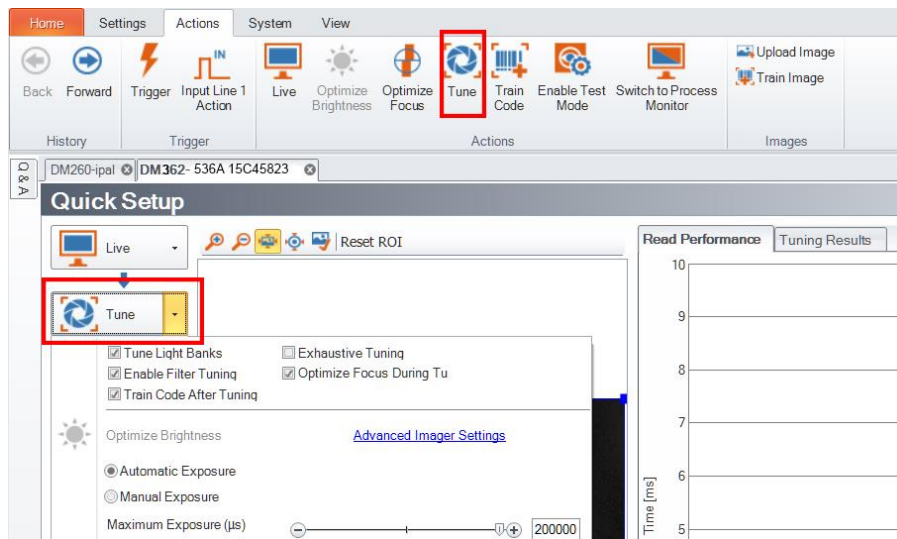 Home Settings Actions System View
IN
Upload Image
Train Image
Back Forward Trigger Input Line 1 Action Live Optimize Brightness Optimize Focus Tune Train Code Enable Test Mode Switch to Process Monitor
History Trigger Actions Images
Q & A
DM260-ipal DM362- 536A 15C45823
Quick Setup
Live
Reset ROI
Read Performance Tuning Results
Tune
Tune Light Banks Exhaustive Tuning
Enable Filter Tuning Optimize Focus During Tu
Train Code After Tuning
Optimize Brightness Advanced Imager Settings
Automatic Exposure
Manual Exposure
Maximum Exposure (µs) 200000
10
9
8
7
6
5
Time [ms]